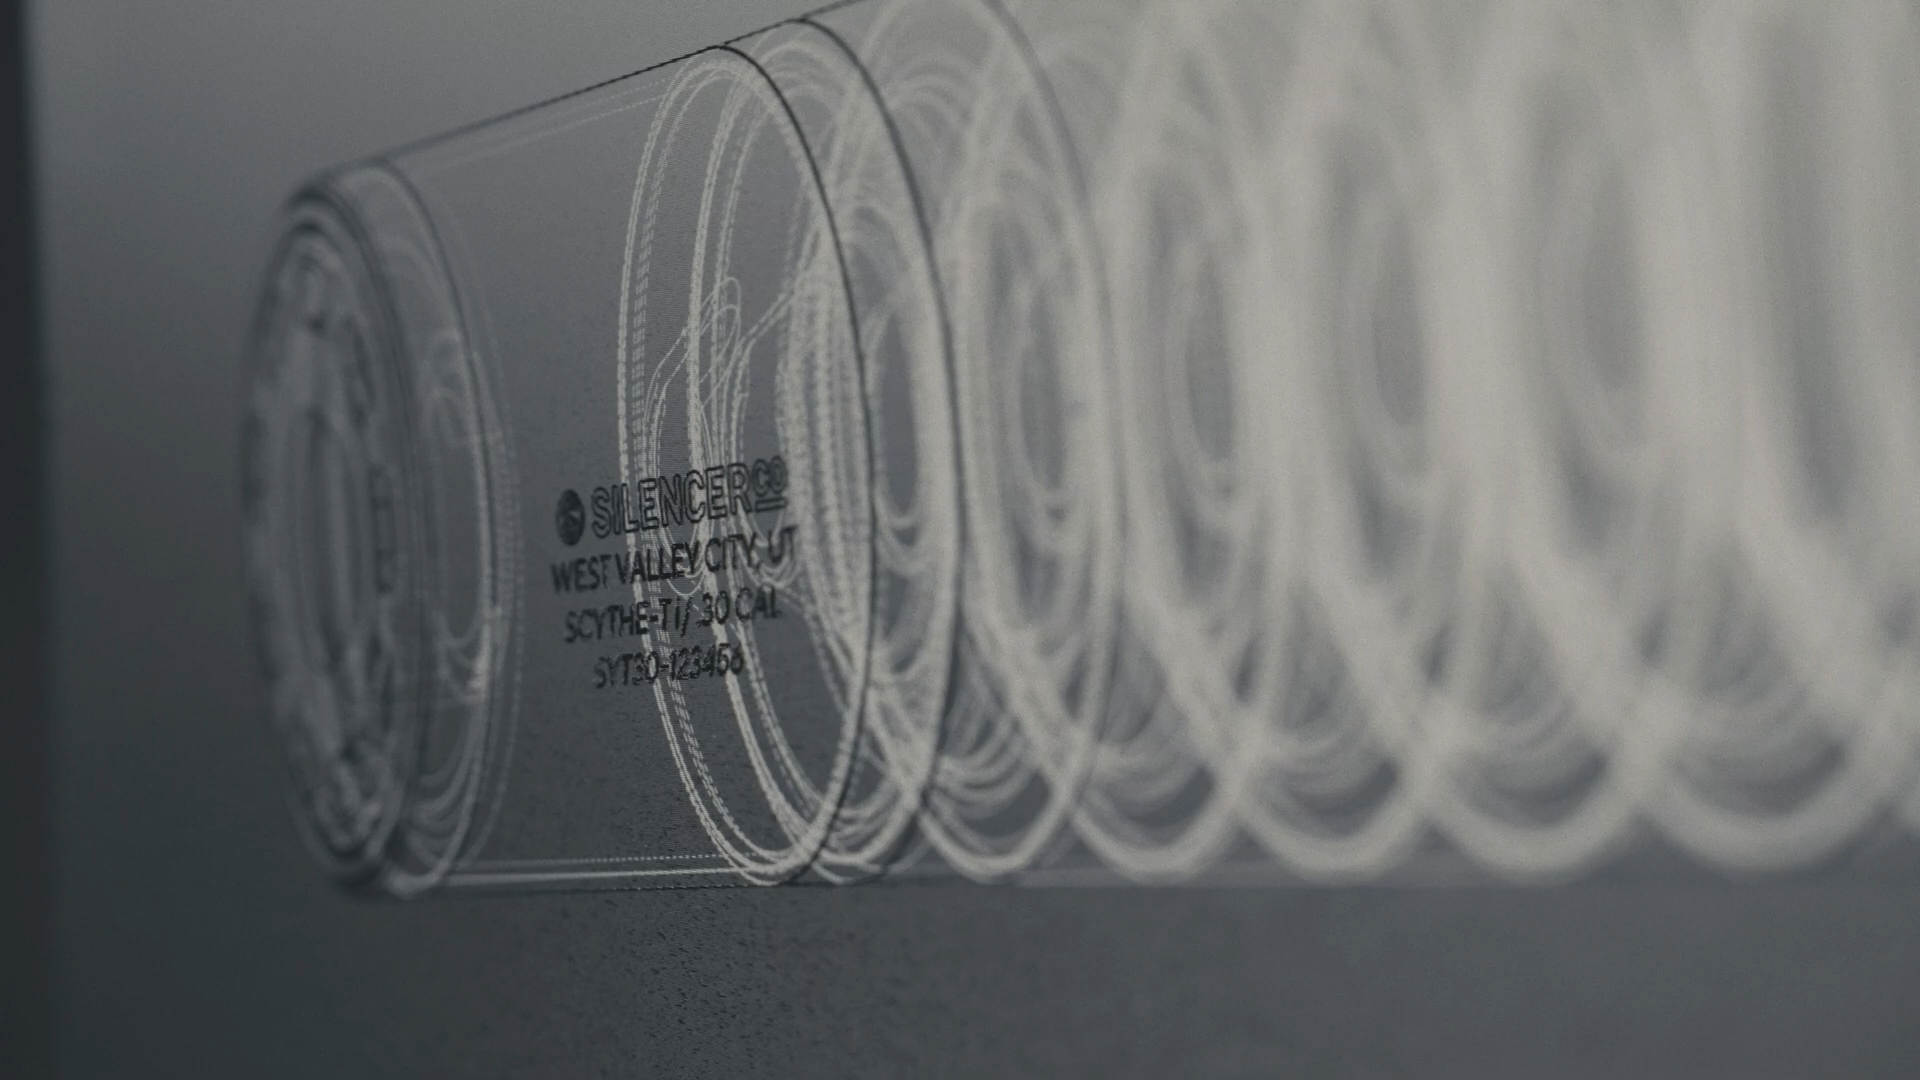 S SILENCERCO
WEST VALLEY CITY, UT
SCYTHE-Ti/ .30 CAL
SYT30-123456